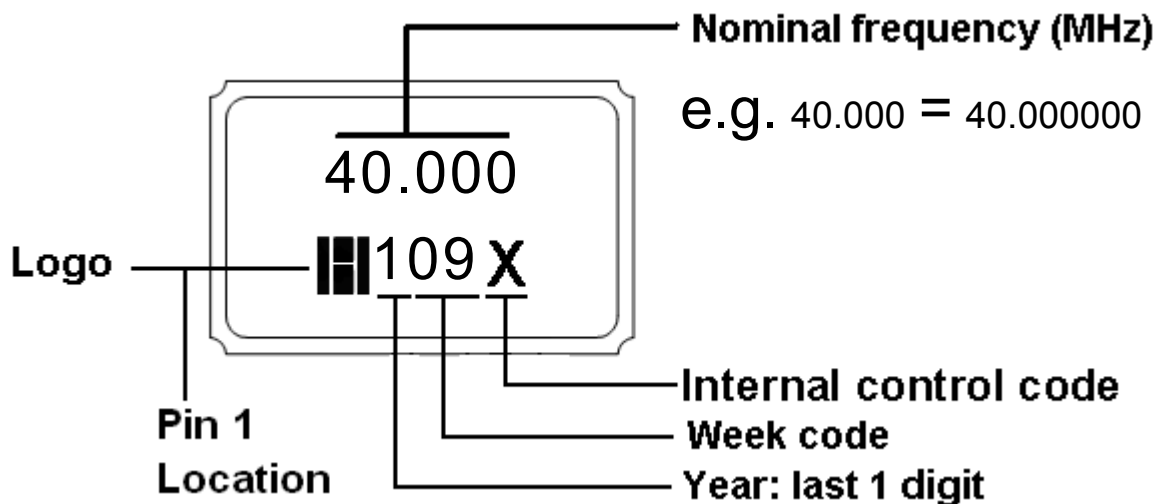 Nominal frequency (MHz)
e.g. 40.000 = 40.000000
40.000
Logo
109 X
Internal control code
Pin 1
Location
Week code
Year: last 1 digit